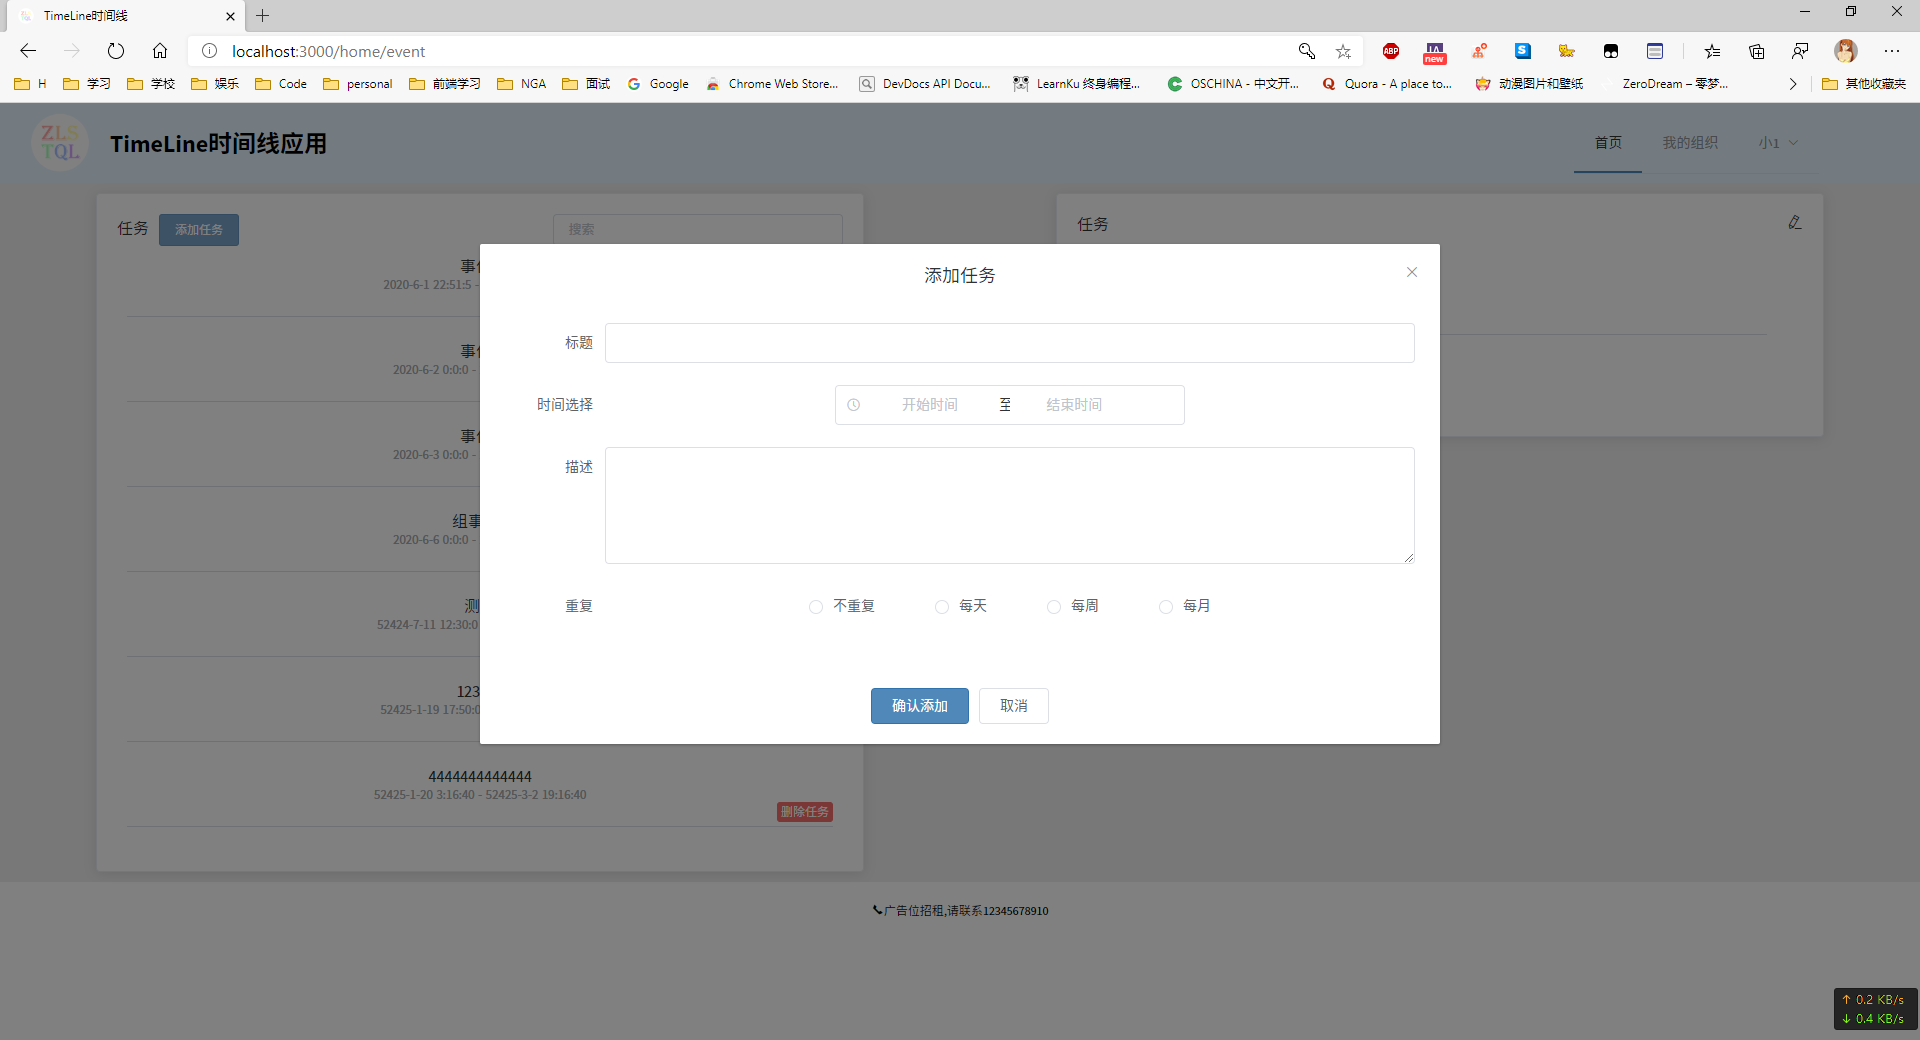 TimeLine时间线
localhost:3000/home/event
ABP
new
H 学习 学校 娱乐 Code personal 前端学习 NGA 面试 Google Chrome Web Store... DevDocs API Docu... LearnKu 终身编程... OSCHINA - 中文开... Quora - A place to... 动漫图片和壁纸 ZeroDream – 零梦... 其他收藏夹
ZLS
TQL
TimeLine时间线应用
首页 我的组织 小1
任务 添加任务 搜索
2020-6-1 22:51:5 -
2020-6-2 0:0:0 -
2020-6-3 0:0:0 -
组事
2020-6-6 0:0:0 -
测
52424-7-11 12:30:0
123
52425-1-19 17:50:0
4444444444444
52425-1-20 3:16:40 - 52425-3-2 19:16:40
删除任务
任务
添加任务
标题
时间选择 开始时间 至 结束时间
描述
重复 不重复 每天 每周 每月
确认添加 取消
广告位招租,请联系12345678910
↑ 0.2 KB/s
↓ 0.4 KB/s